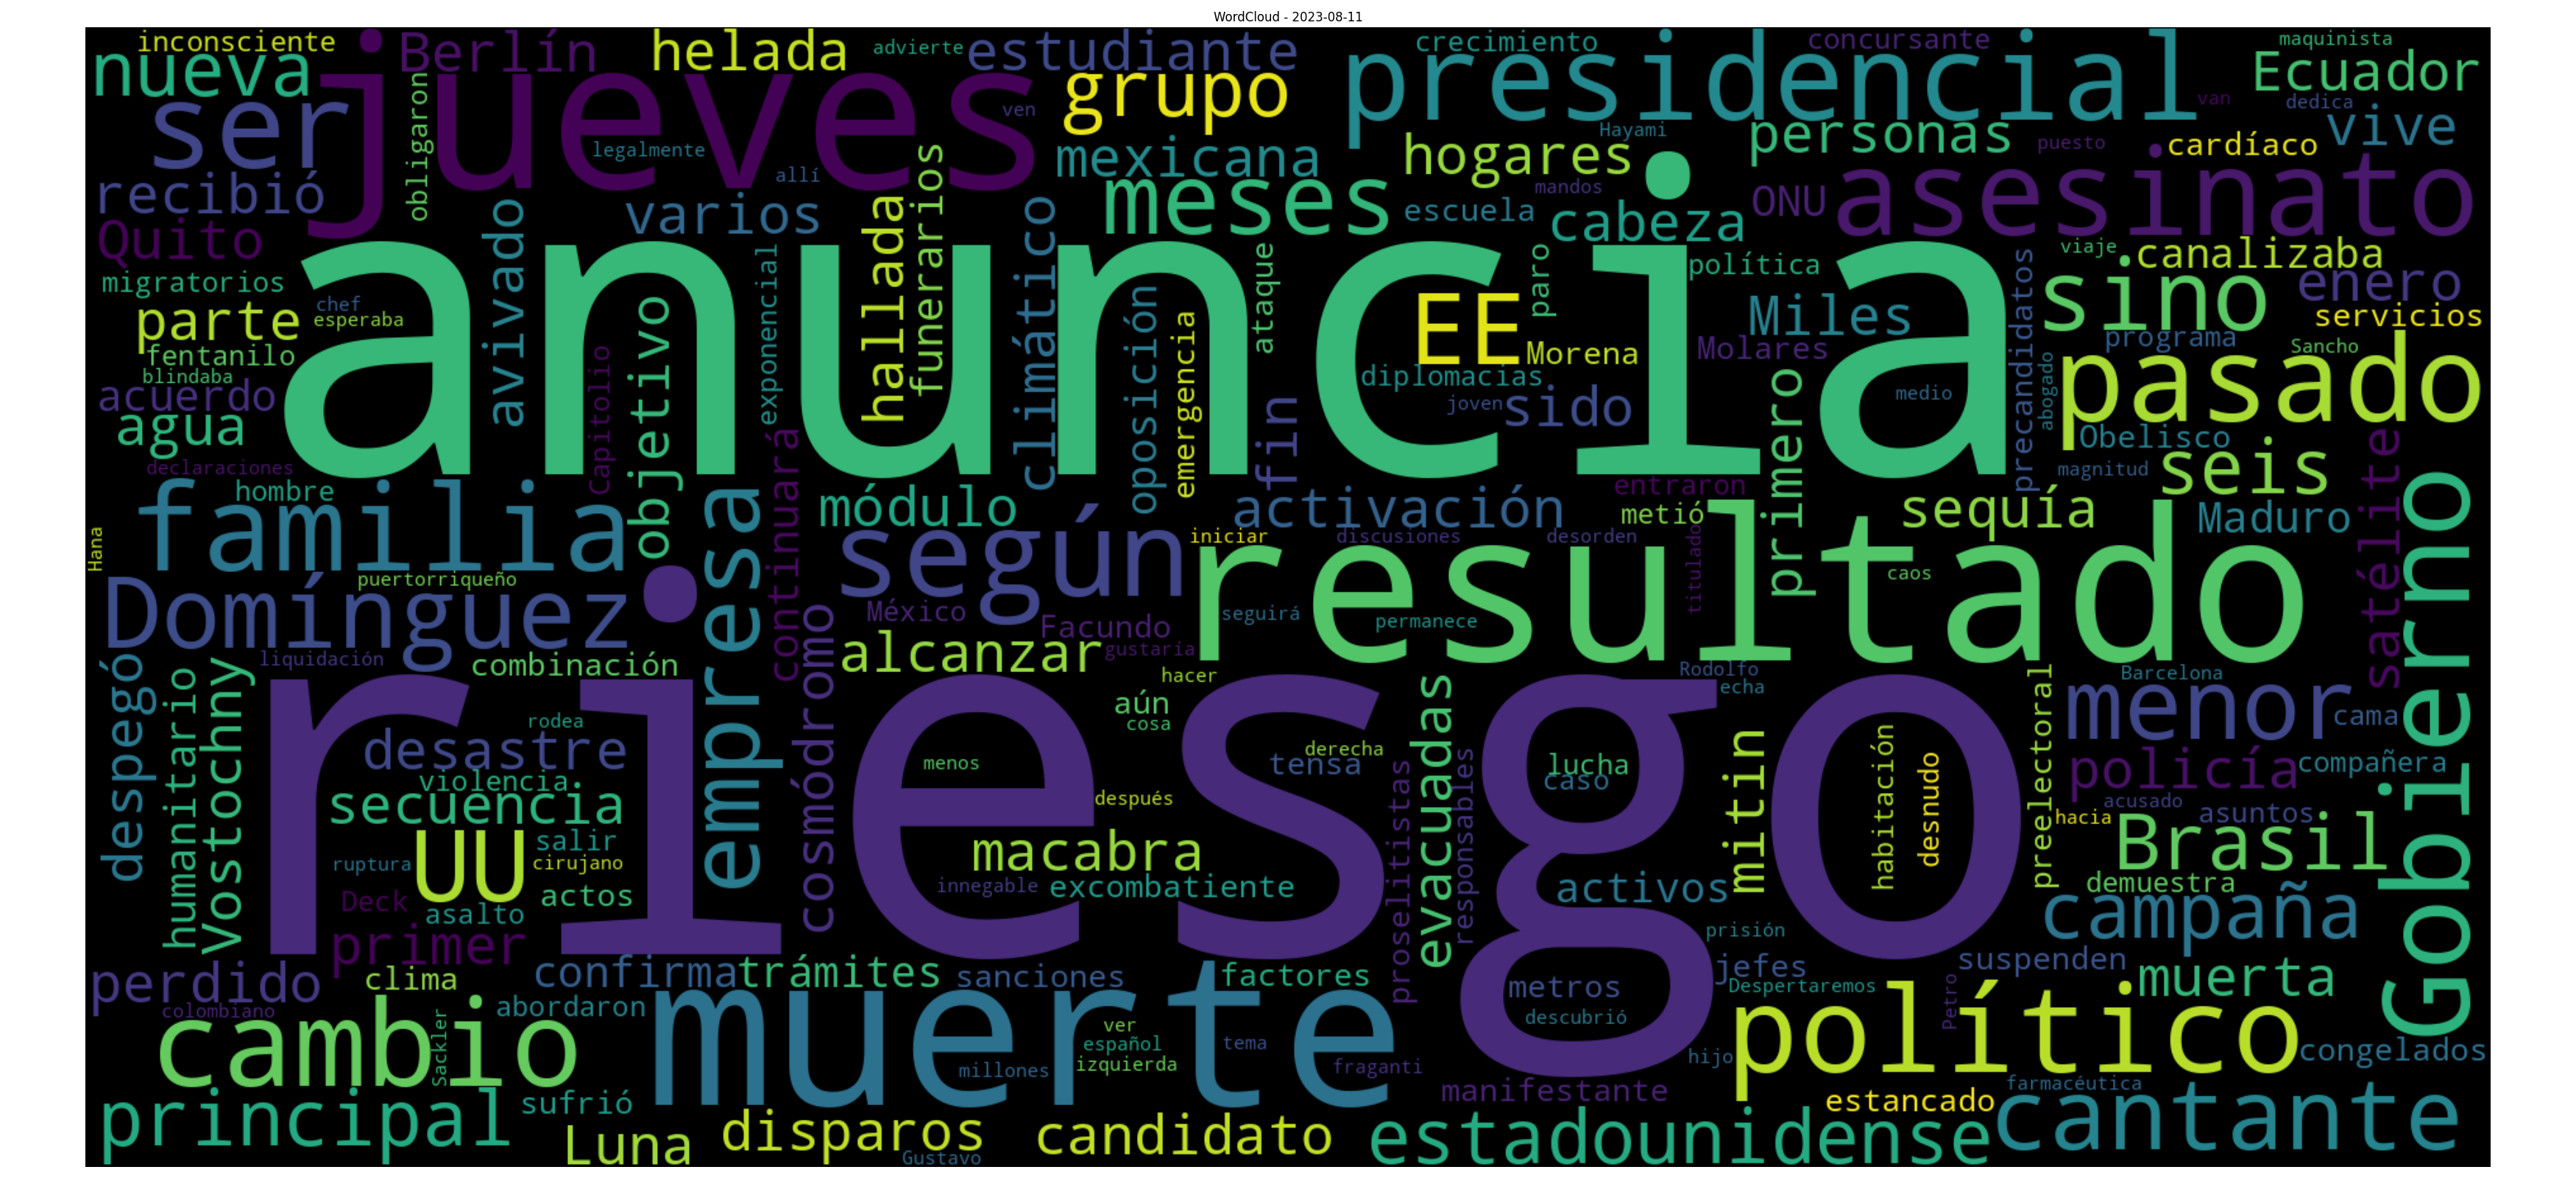 WordCloud - 2023-08-11
inconsciente
Berlín
helada
advierte
estudiante
crecimiento
concursante
maquinista
nueva
jueves
grupo
presidencial
Ecuador
ser
obligaron
ven
van
dedica
legalmente
mexicana
hogares
Hayami
personas
puesto
cardíaco
vive
recibió
allí
meses
mandos
ONU
asesinato
Quito
varios
escuela
cabeza
migratorios
avivado
exponencial
hallada
funerarios
climático
ataque
paro
política
precandidatos
viaje
canalizaba
chef
anuncia
sino
enero
parte
esperaba
objetivo
oposición
emergencia
EE
Miles
servicios
fentanilo
Morena
Molares
programa
Sancho
blindaba
Capitolio
diplomacias
primero
abogado
pasado
acuerdo
joven
sido
medio
agua
continuará
fin
Obelisco
declaraciones
magnitud
seis
satélite
hombre
empresa
módulo
activación
entraron
metió
sequía
Maduro
Gobierno
familia
según
iniciar
discusiones
desorden
titulado
Hana
puertorriqueño
resultado
caos
Domínguez
México
Facundo
seguirá
permanece
liquidación
combinación
cosmódromo
alcanzar
gustaría
despegó
humanitario
Vostochny
hacer
Rodolfo
echa
Barcelona
riesgo
aún
evacuadas
preelectoral
menor
cama
rodea
cosa
desastre
menos
derecha
tensa
lucha
mitin
habitación
desnudo
policía
compañera
violencia
caso
proselitistas
responsables
secuencia
después
acusado
asuntos
hacia
UU
salir
macabra
Brasil
ruptura
cirujano
innegable
excombatiente
activos
demuestra
Deck
actos
asalto
campaña
primer
prisión
perdido
clima
confirma
trámites
sanciones
factores
metros
jefes
suspenden
muerta
Despertaremos
colombiano
abordaron
muerte
descubrió
Petro
cambio
Sackler
ver
español
tema
político
izquierda
hijo
congelados
millones
fraganti
farmacéutica
principal
sufrió
manifestante
estancado
Luna
disparos
candidato
estadounidense
cantante
Gustavo